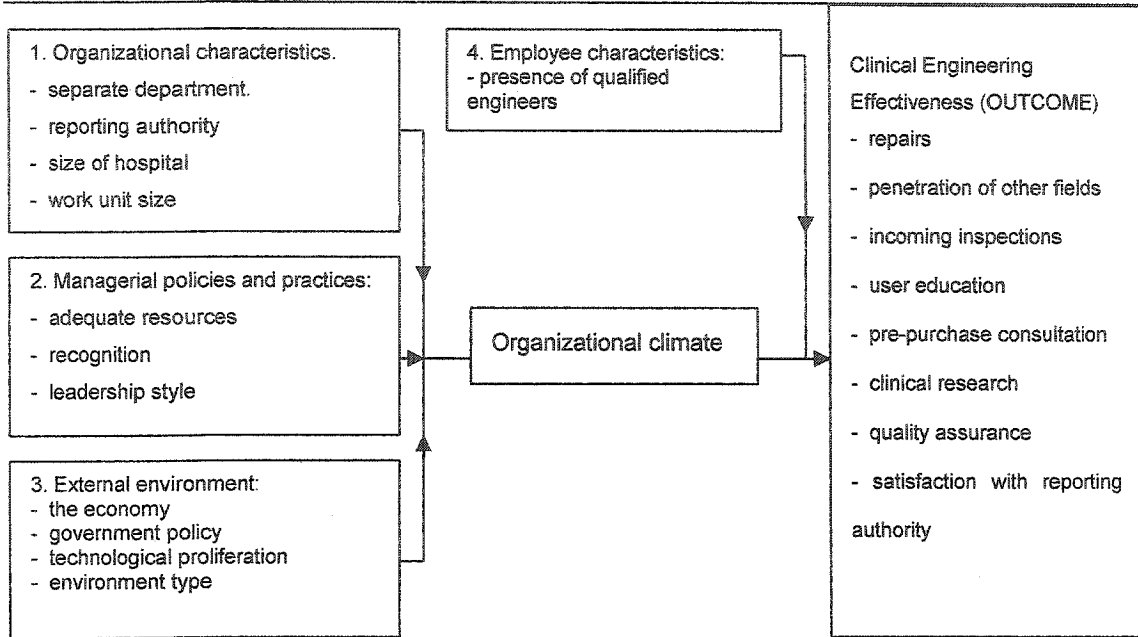 1. Organizational characteristics.
- separate department.
- reporting authority
- size of hospital
- work unit size
2. Managerial policies and practices:
- adequate resources
- recognition
- leadership style
3. External environment:
- the economy
- government policy
- technological proliferation
- environment type
4. Employee characteristics:
- presence of qualified
engineers
Organizational climate
Clinical Engineering
Effectiveness (OUTCOME)
- repairs
- penetration of other fields
- incoming inspections
- user education
- pre-purchase consultation
- clinical research
- quality assurance
- satisfaction with reporting
authority